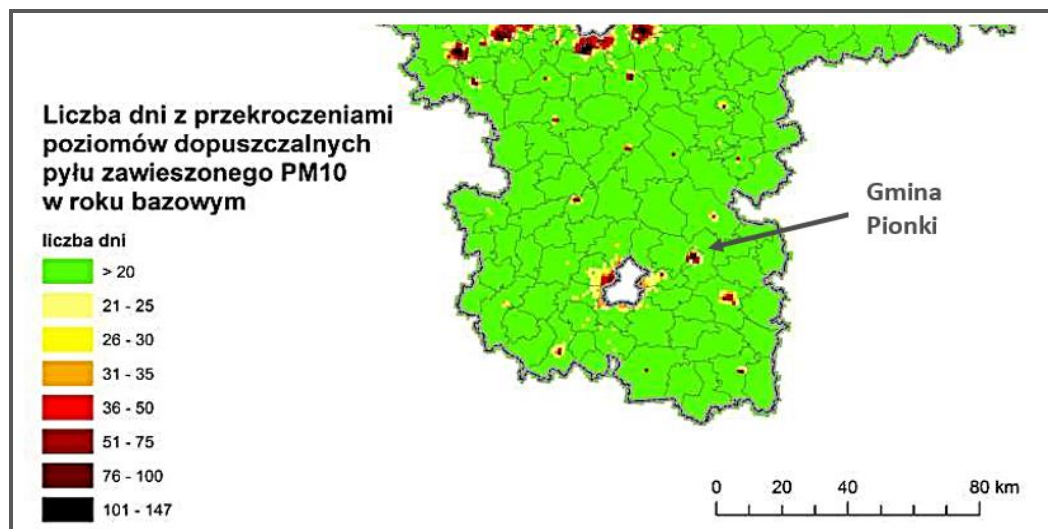 Liczba dni z przekroczeniami
poziomów dopuszczalnych
pyłu zawieszonego PM10
w roku bazowym
liczba dni
> 20
21 - 25
26 - 30
31 - 35
36 - 50
51 - 75
76 - 100
101 - 147
Gmina
Pionki
0 20 40 80 km